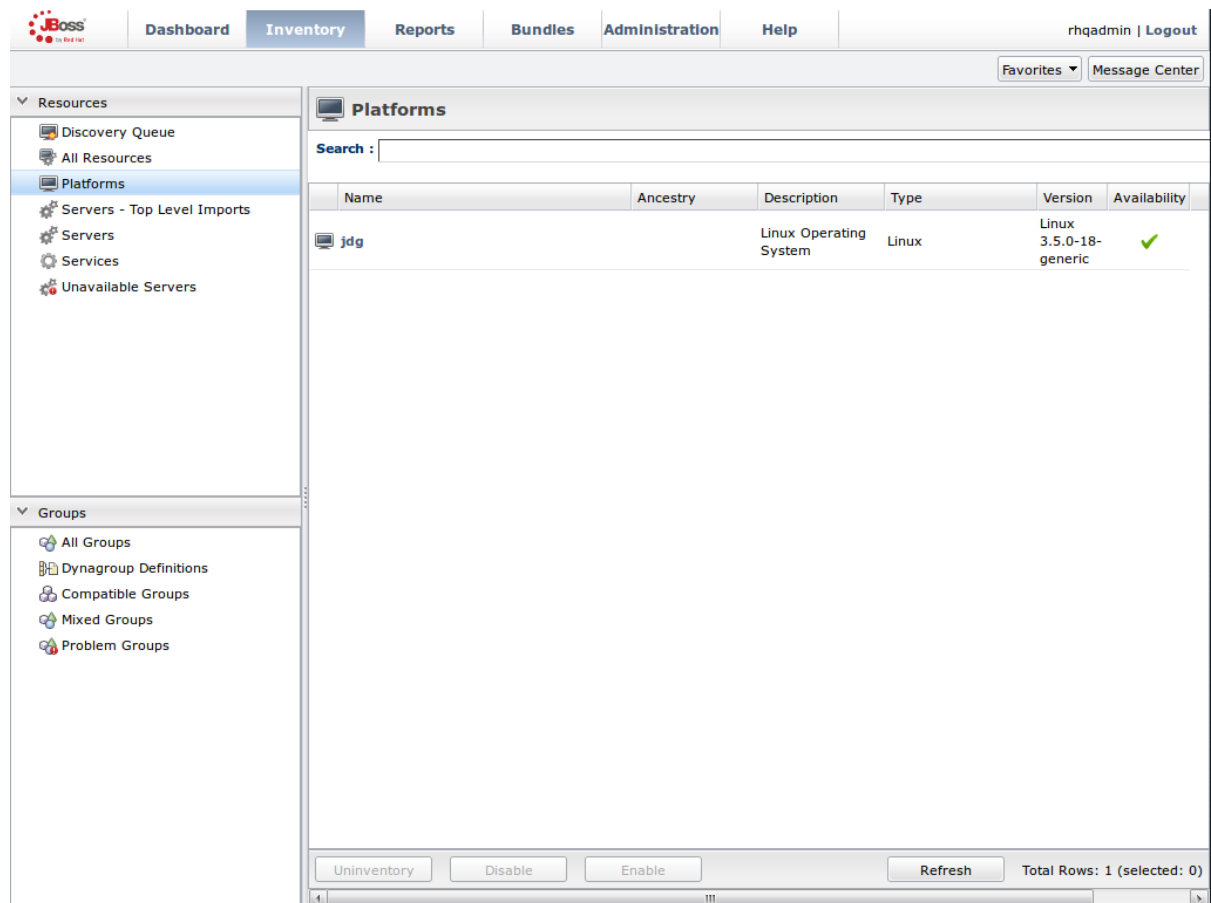 JBoss
by Red Hat
Dashboard Inventory Reports Bundles Administration Help rhqadmin | Logout
Favorites Message Center
Resources
Discovery Queue
All Resources
Platforms
Servers - Top Level Imports
Servers
Services
Unavailable Servers
Groups
All Groups
Dynagroup Definitions
Compatible Groups
Mixed Groups
Problem Groups
Platforms
Search :
Name Ancestry Description Type Version Availability
jdg Linux Operating System Linux Linux 3.5.0-18-generic
Uninventory Disable Enable Refresh Total Rows: 1 (selected: 0)